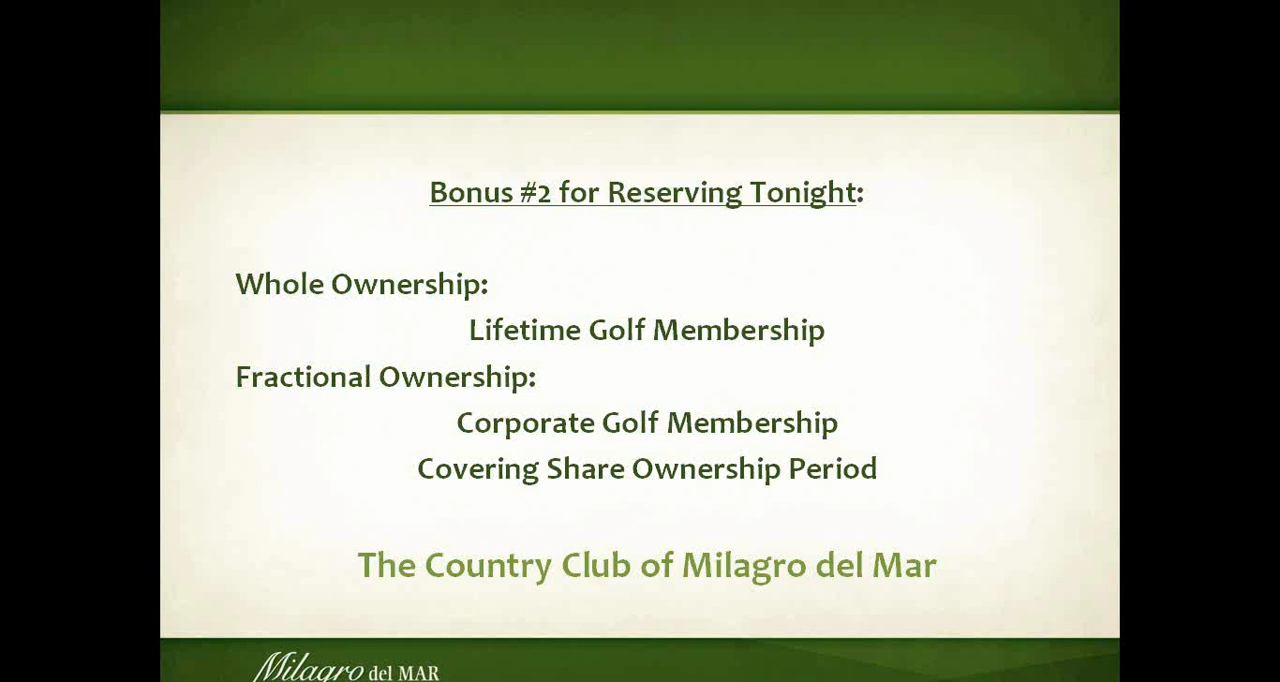 Bonus #2 for Reserving Tonight:
Whole Ownership:
Lifetime Golf Membership
Fractional Ownership:
Corporate Golf Membership
Covering Share Ownership Period
The Country Club of Milagro del Mar
Milagro del MAR